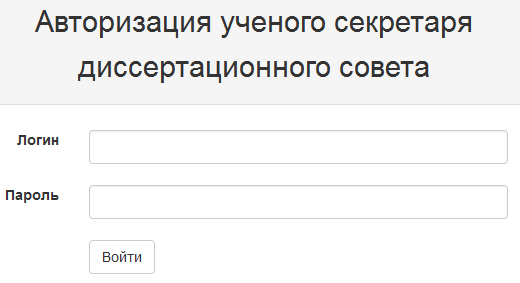 Авторизация ученого секретаря
диссертационного совета
Логин
Пароль
Войти